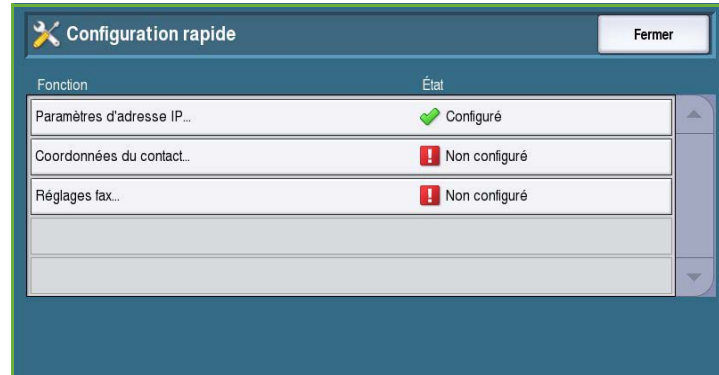 Configuration rapide
Fermer
Fonction État
Paramètres d'adresse IP... Configuré
Coordonnées du contact... Non configuré
Réglages fax... Non configuré